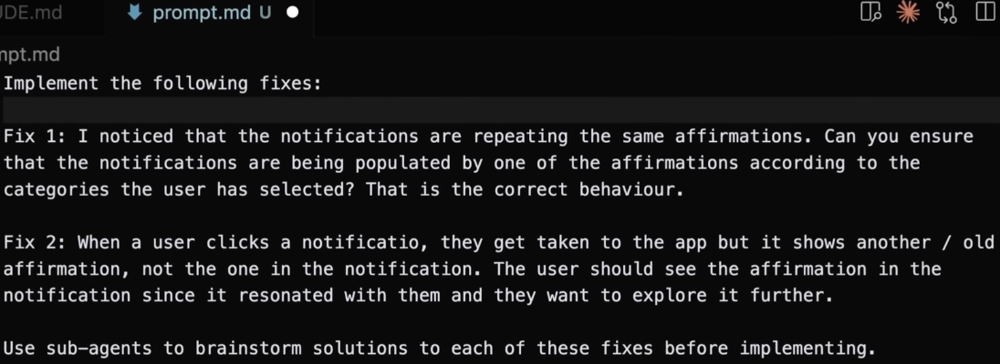 DE.md
prompt.md U
mpt.md
Implement the following fixes:
Fix 1: I noticed that the notifications are repeating the same affirmations. Can you ensure
that the notifications are being populated by one of the affirmations according to the
categories the user has selected? That is the correct behaviour.
Fix 2: When a user clicks a notificatio, they get taken to the app but it shows another / old
affirmation, not the one in the notification. The user should see the affirmation in the
notification since it resonated with them and they want to explore it further.
Use sub-agents to brainstorm solutions to each of these fixes before implementing.